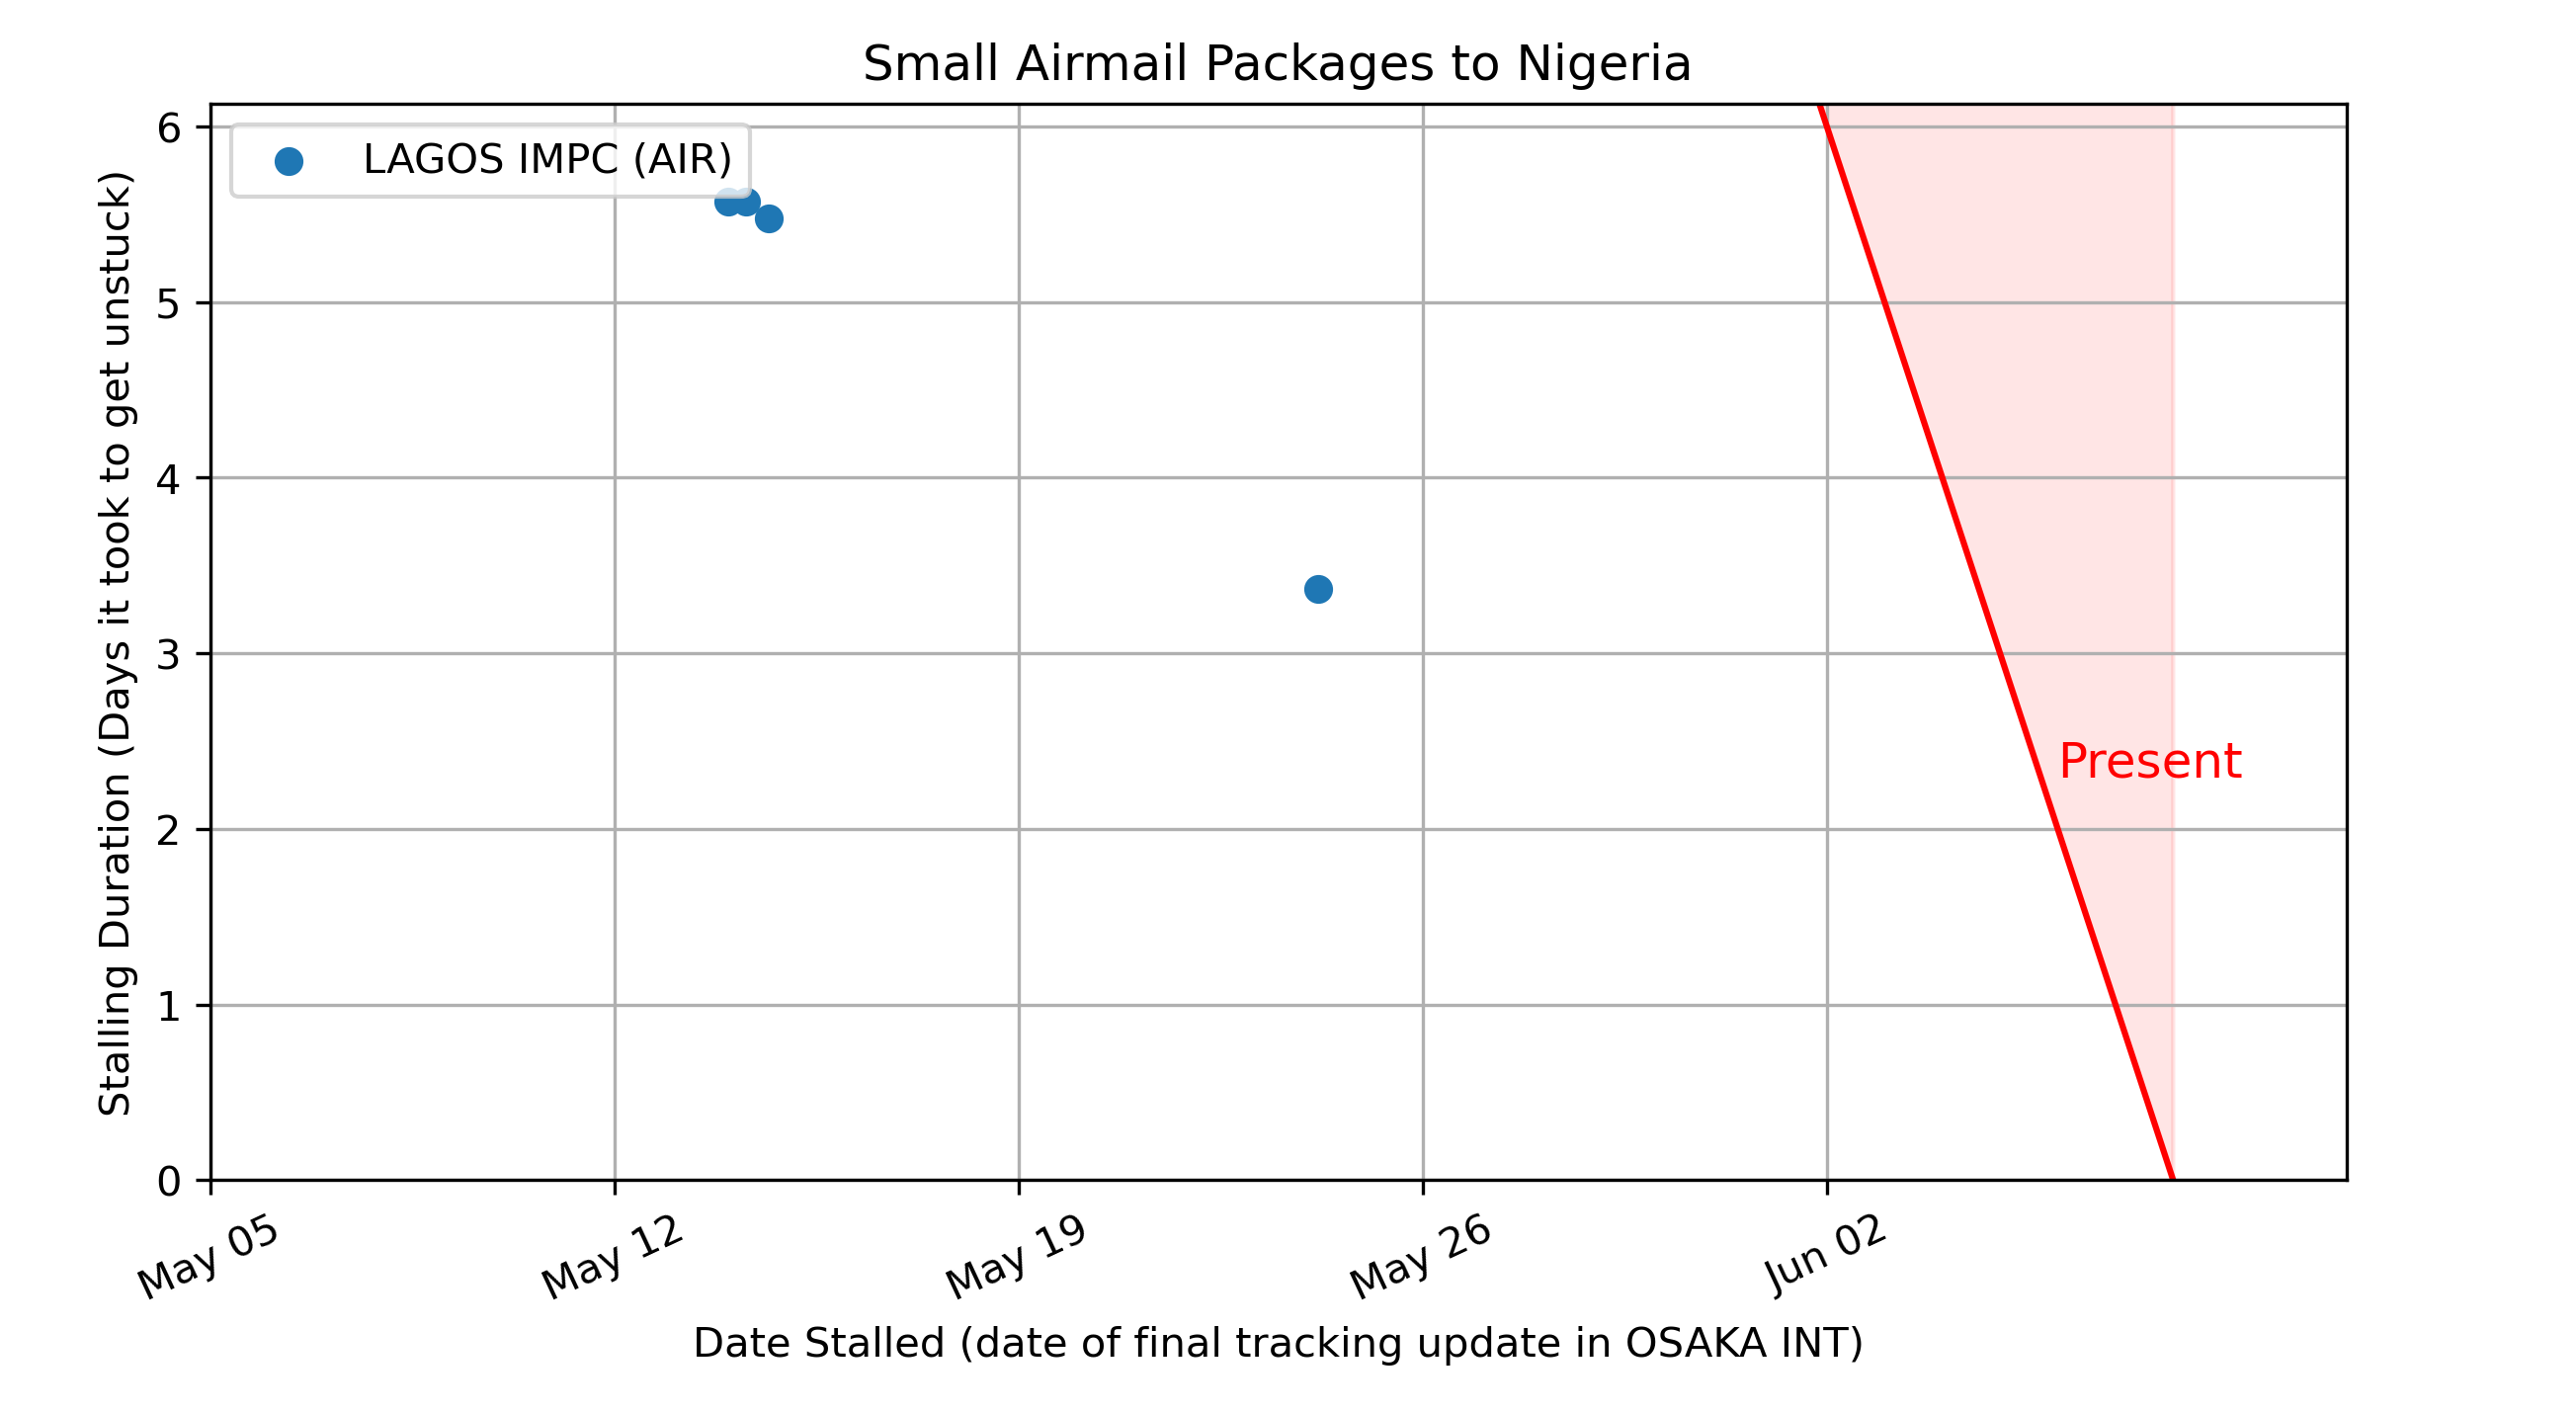 Small Airmail Packages to Nigeria
LAGOS IMPC (AIR)
Stalling Duration (Days it took to get unstuck)
6
5
4
3
2
1
0
Present
May 05
May 12
May 19
May 26
Jun 02
Date Stalled (date of final tracking update in OSAKA INT)